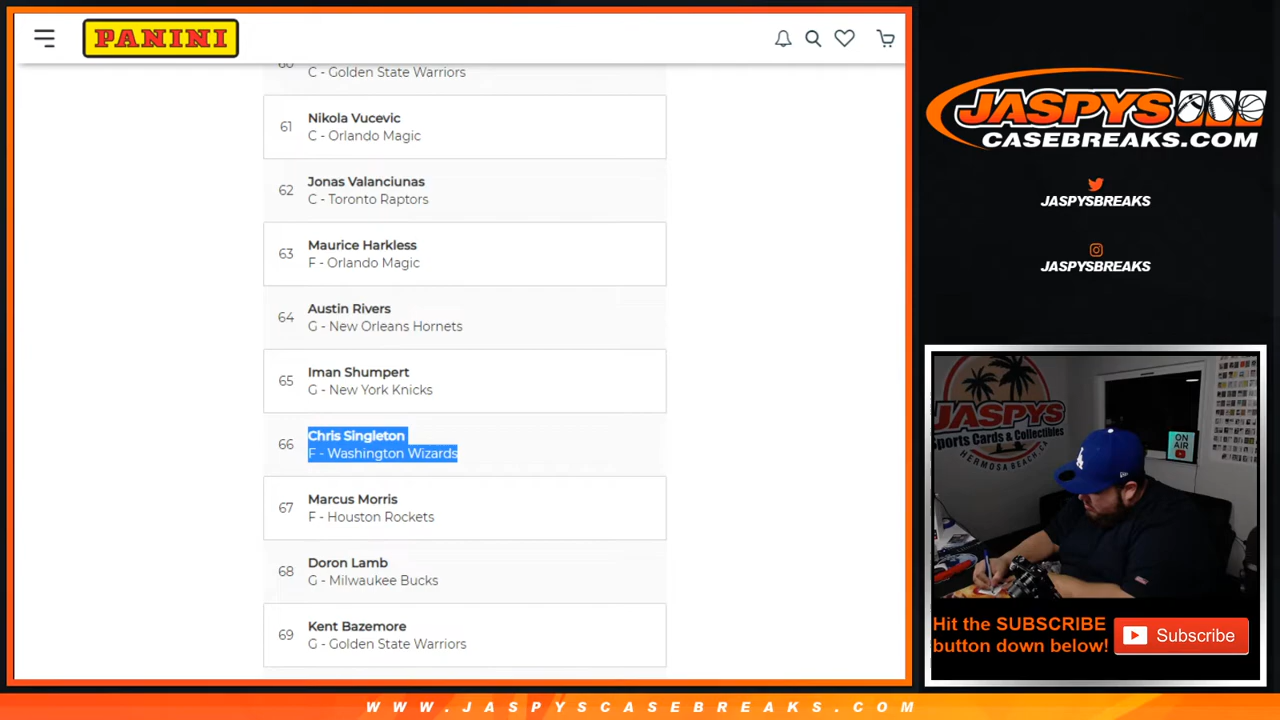 PANINI
60
C - Golden State Warriors
61
Nikola Vucevic
C - Orlando Magic
62
Jonas Valanciunas
C - Toronto Raptors
63
Maurice Harkless
F - Orlando Magic
64
Austin Rivers
G - New Orleans Hornets
65
Iman Shumpert
G - New York Knicks
66
Chris Singleton
F - Washington Wizards
67
Marcus Morris
F - Houston Rockets
68
Doron Lamb
G - Milwaukee Bucks
69
Kent Bazemore
G - Golden State Warriors
JASPYS
CASEBREAKS.COM
JASPYSBREAKS
JASPYSBREAKS
JASPYS
Sports Cards & Collectibles
HERMOSA BEACH, CA
ON
AIR
Hit the SUBSCRIBE
button down below!
Subscribe
WWW.JASPYSCASEBREAKS.COM